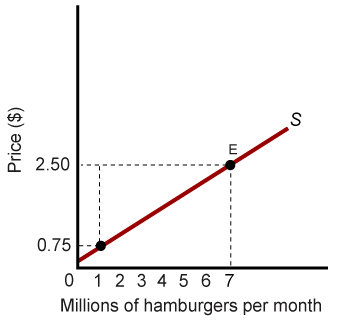 Price ($)
S
E
2.50
0.75
0 1 2 3 4 5 6 7
Millions of hamburgers per month